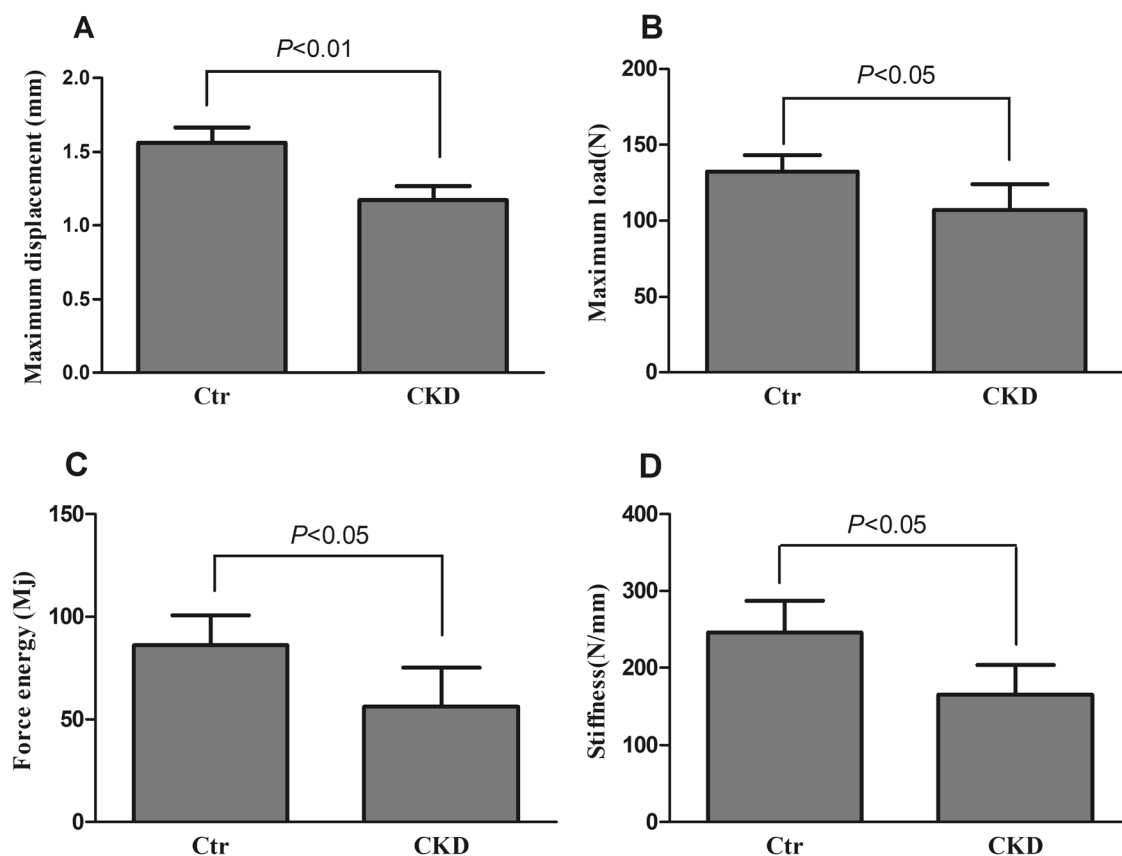 A
P<0.01
Maximum displacement (mm)
2.0
1.5
1.0
0.5
0.0
Ctr
CKD
B
P<0.05
Maximum load(N)
200
150
100
50
0
Ctr
CKD
C
P<0.05
Force energy (Mj)
150
100
50
0
Ctr
CKD
D
P<0.05
Stiffness(N/mm)
400
300
200
100
0
Ctr
CKD